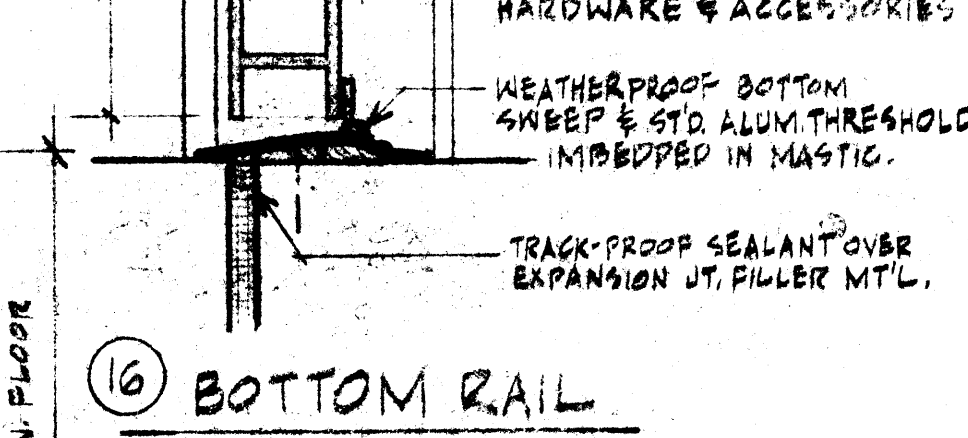 HARDWARE & ACCESSORIES
WEATHERPROOF BOTTOM
SWEEP & STD. ALUM. THRESHOLD
IMBEDDED IN MASTIC.
TRACK-PROOF SEALANT OVER
EXPANSION JT. FILLER MT'L.
16 BOTTOM RAIL
FLOOR